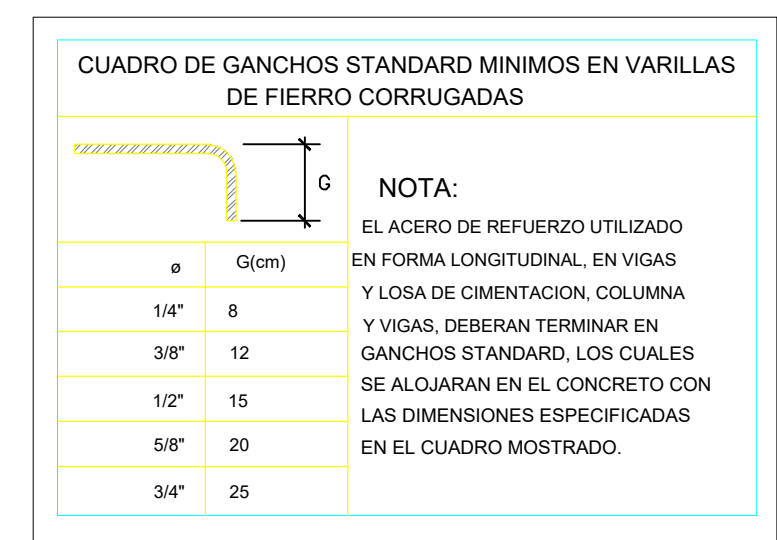 CUADRO DE GANCHOS STANDARD MINIMOS EN VARILLAS
DE FIERRO CORRUGADAS
G
ø G(cm)
1/4" 8
3/8" 12
1/2" 15
5/8" 20
3/4" 25
NOTA:
EL ACERO DE REFUERZO UTILIZADO
EN FORMA LONGITUDINAL, EN VIGAS
Y LOSA DE CIMENTACION, COLUMNA
Y VIGAS, DEBERAN TERMINAR EN
GANCHOS STANDARD, LOS CUALES
SE ALOJARAN EN EL CONCRETO CON
LAS DIMENSIONES ESPECIFICADAS
EN EL CUADRO MOSTRADO.